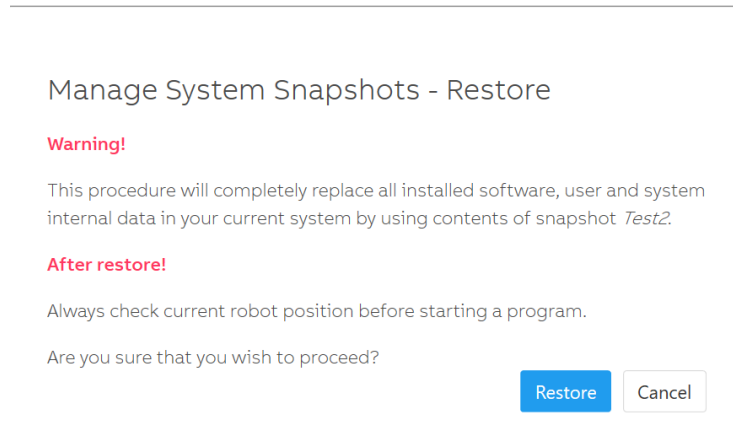 Manage System Snapshots - Restore
Warning!
This procedure will completely replace all installed software, user and system
internal data in your current system by using contents of snapshot Test2.
After restore!
Always check current robot position before starting a program.
Are you sure that you wish to proceed?
Restore Cancel